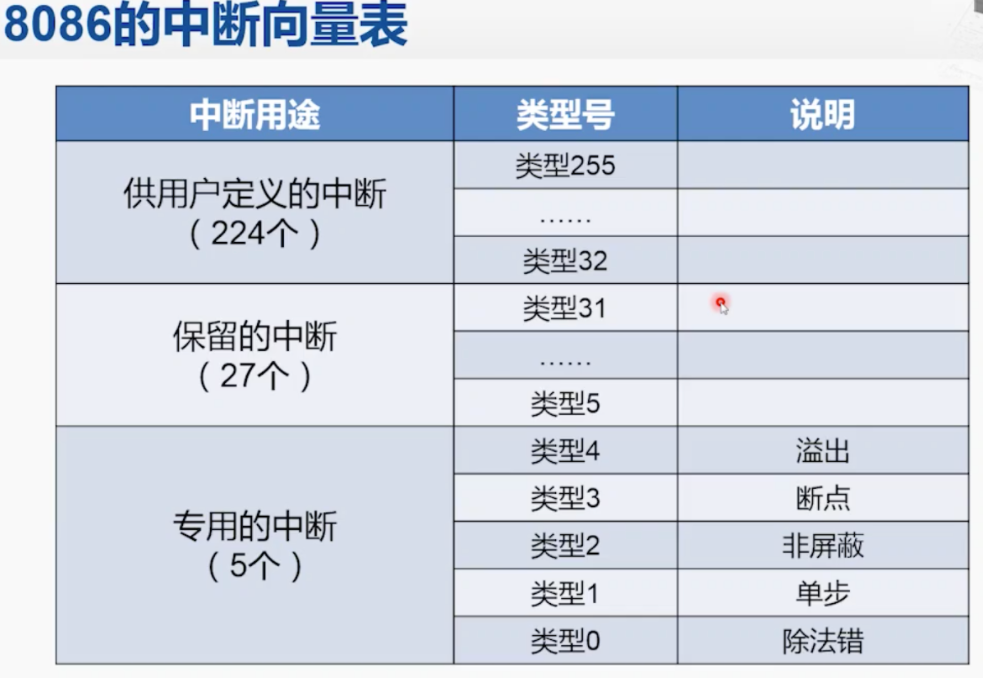 8086的中断向量表
中断用途 类型号 说明
供用户定义的中断
（224个）
类型255
……
类型32
保留的中断
（27个）
类型31
……
类型5
专用的中断
（5个）
类型4 溢出
类型3 断点
类型2 非屏蔽
类型1 单步
类型0 除法错